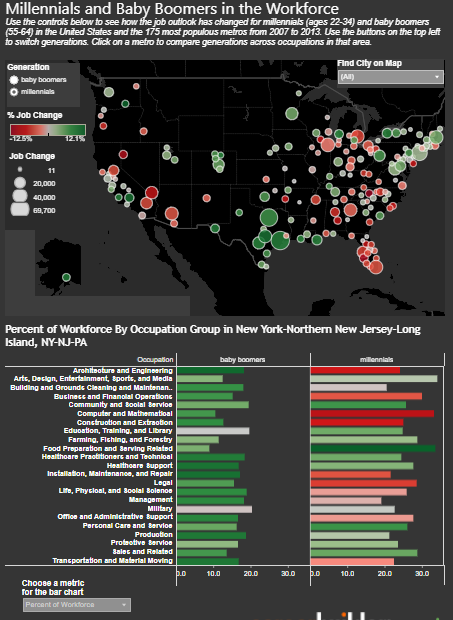 Millennials and Baby Boomers in the Workforce
Use the controls below to see how the job outlook has changed for millennials (ages 22-34) and baby boomers
(55-64) in the United States and the 175 most populous metros from 2007 to 2013. Use the buttons on the top left
to switch generations. Click on a metro to compare generations across occupations in that area.
Generation
baby boomers
millennials
Find City on Map
(All)
% Job Change
-12.5%
12.1%
Job Change
11
20,000
40,000
69,700
Percent of Workforce By Occupation Group in New York-Northern New Jersey-Long
Island, NY-NJ-PA
Occupation
baby boomers
millennials
Architecture and Engineering
Arts, Design, Entertainment, Sports, and Media
Building and Grounds Cleaning and Maintenan..
Business and Financial Operations
Community and Social Service
Computer and Mathematical
Construction and Extraction
Education, Training, and Library
Farming, Fishing, and Forestry
Food Preparation and Serving Related
Healthcare Practitioners and Technical
Healthcare Support
Installation, Maintenance, and Repair
Legal
Life, Physical, and Social Science
Management
Military
Office and Administrative Support
Personal Care and Service
Production
Protective Service
Sales and Related
Transportation and Material Moving
0.0 10.0 20.0 30.0 0.0 10.0 20.0 30.0
Choose a metric
for the bar chart
Percent of Workforce